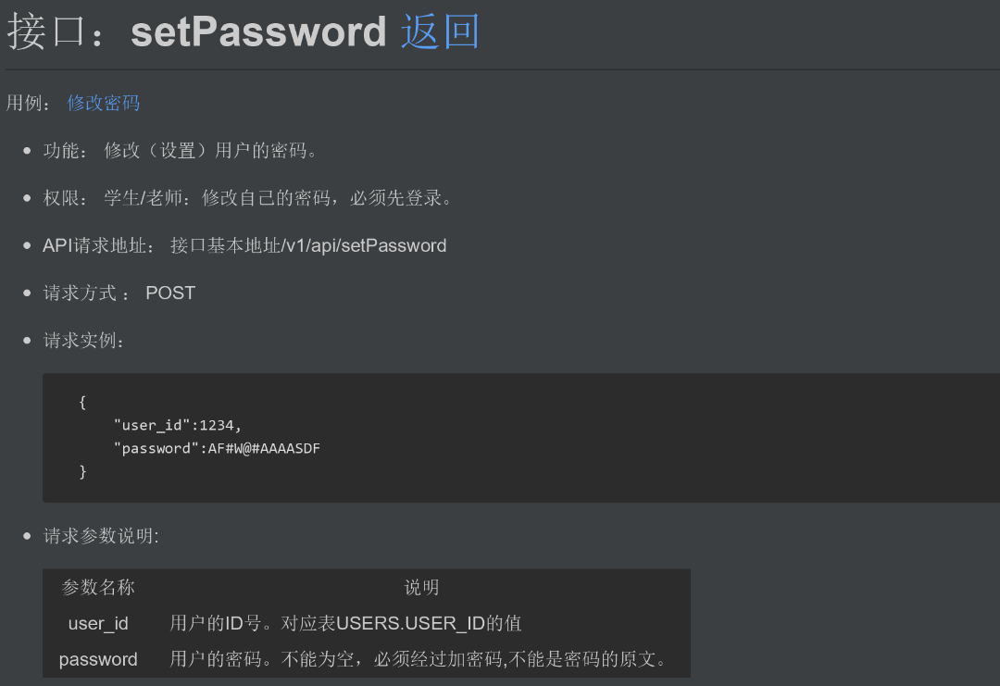 接口：setPassword 返回
用例： 修改密码
功能： 修改（设置）用户的密码。
权限： 学生/老师：修改自己的密码，必须先登录。
API请求地址： 接口基本地址/v1/api/setPassword
请求方式 ： POST
请求实例：
{
"user_id":1234,
"password":AF#W@#AAAASDF
}
请求参数说明:
参数名称 说明
user_id 用户的ID号。对应表USERS.USER_ID的值
password 用户的密码。不能为空，必须经过加密码,不能是密码的原文。